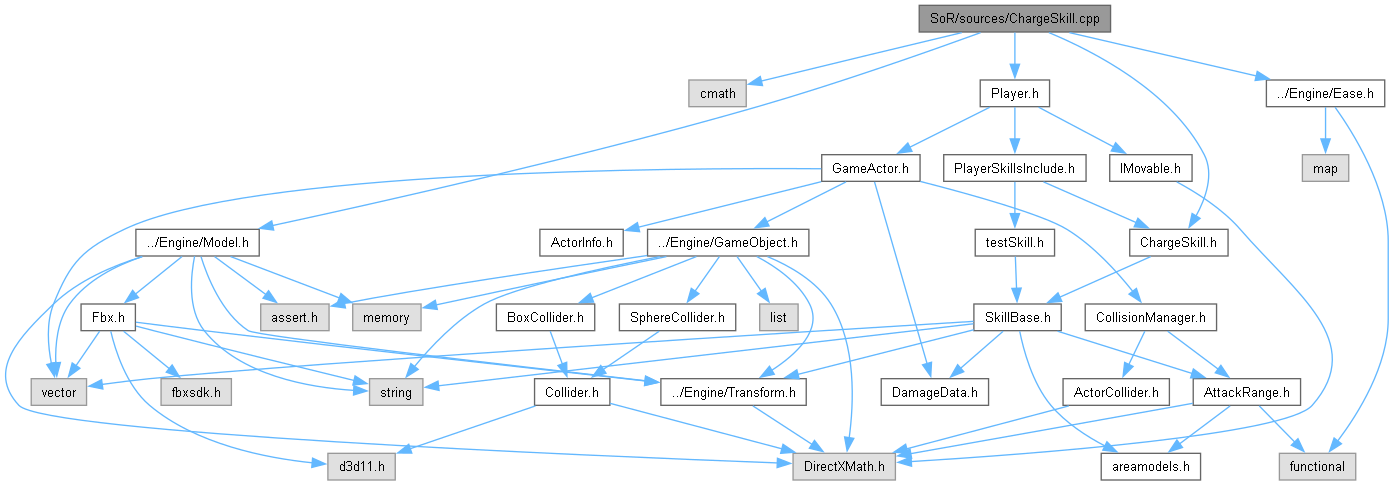 SoR/sources/ChargeSkill.cpp
cmath
Player.h
../Engine/Ease.h
GameActor.h
PlayerSkillsInclude.h
IMovable.h
map
../Engine/Model.h
ActorInfo.h
../Engine/GameObject.h
testSkill.h
ChargeSkill.h
Fbx.h
assert.h
memory
BoxCollider.h
SphereCollider.h
list
SkillBase.h
CollisionManager.h
vector
fbxsdk.h
string
Collider.h
../Engine/Transform.h
DamageData.h
ActorCollider.h
AttackRange.h
d3d11.h
DirectXMath.h
areamodels.h
functional